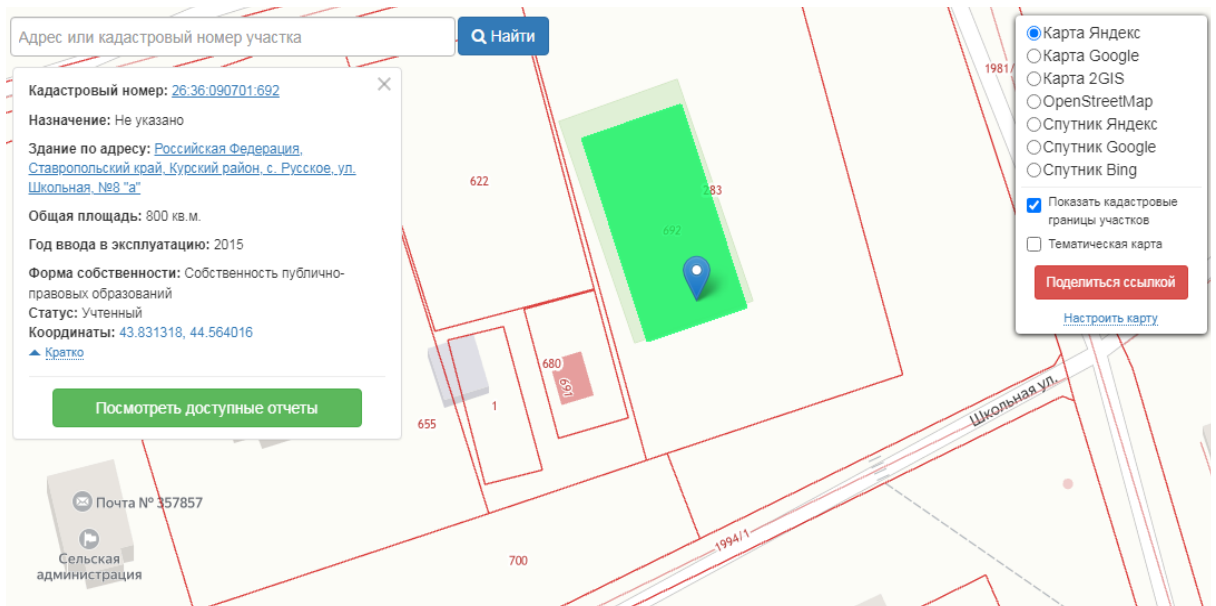 Адрес или кадастровый номер участка
Найти
Кадастровый номер: 26:36:090701:692
Назначение: Не указано
Здание по адресу: Российская Федерация,
Ставропольский край, Курский район, с. Русское, ул.
Школьная, №8 "а"
Общая площадь: 800 кв.м.
Год ввода в эксплуатацию: 2015
Форма собственности: Собственность публично-
правовых образований
Статус: Учтенный
Координаты: 43.831318, 44.564016
Кратко
Посмотреть доступные отчеты
Карта Яндекс
Карта Google
Карта 2GIS
OpenStreetMap
Спутник Яндекс
Спутник Google
Спутник Bing
Показать кадастровые
границы участков
Тематическая карта
Поделиться ссылкой
Настроить карту
1981/
622
283
692
680
691
1
655
Школьная ул.
Почта № 357857
Сельская
администрация
1994/1
700